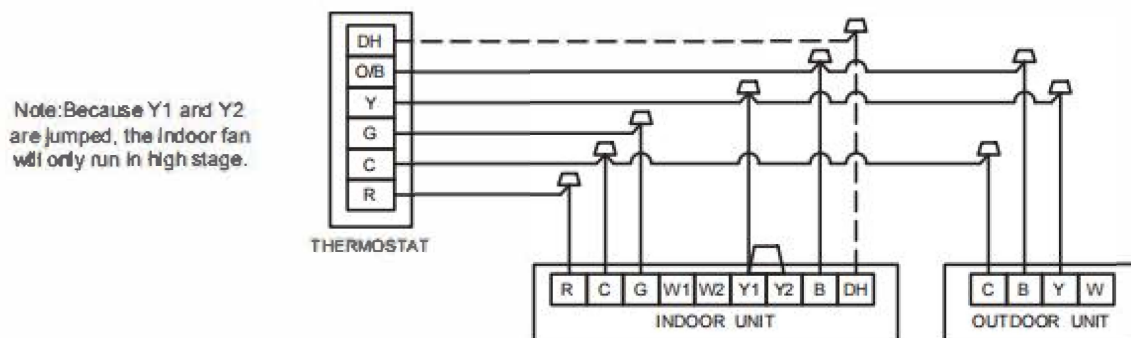 DH
O/B
Y
G
C
R
THERMOSTAT
Note:Because Y1 and Y2
are jumped, the indoor fan
will only run in high stage.
R C G W1 W2 Y1 Y2 B DH
INDOOR UNIT
C B Y W
OUTDOOR UNIT